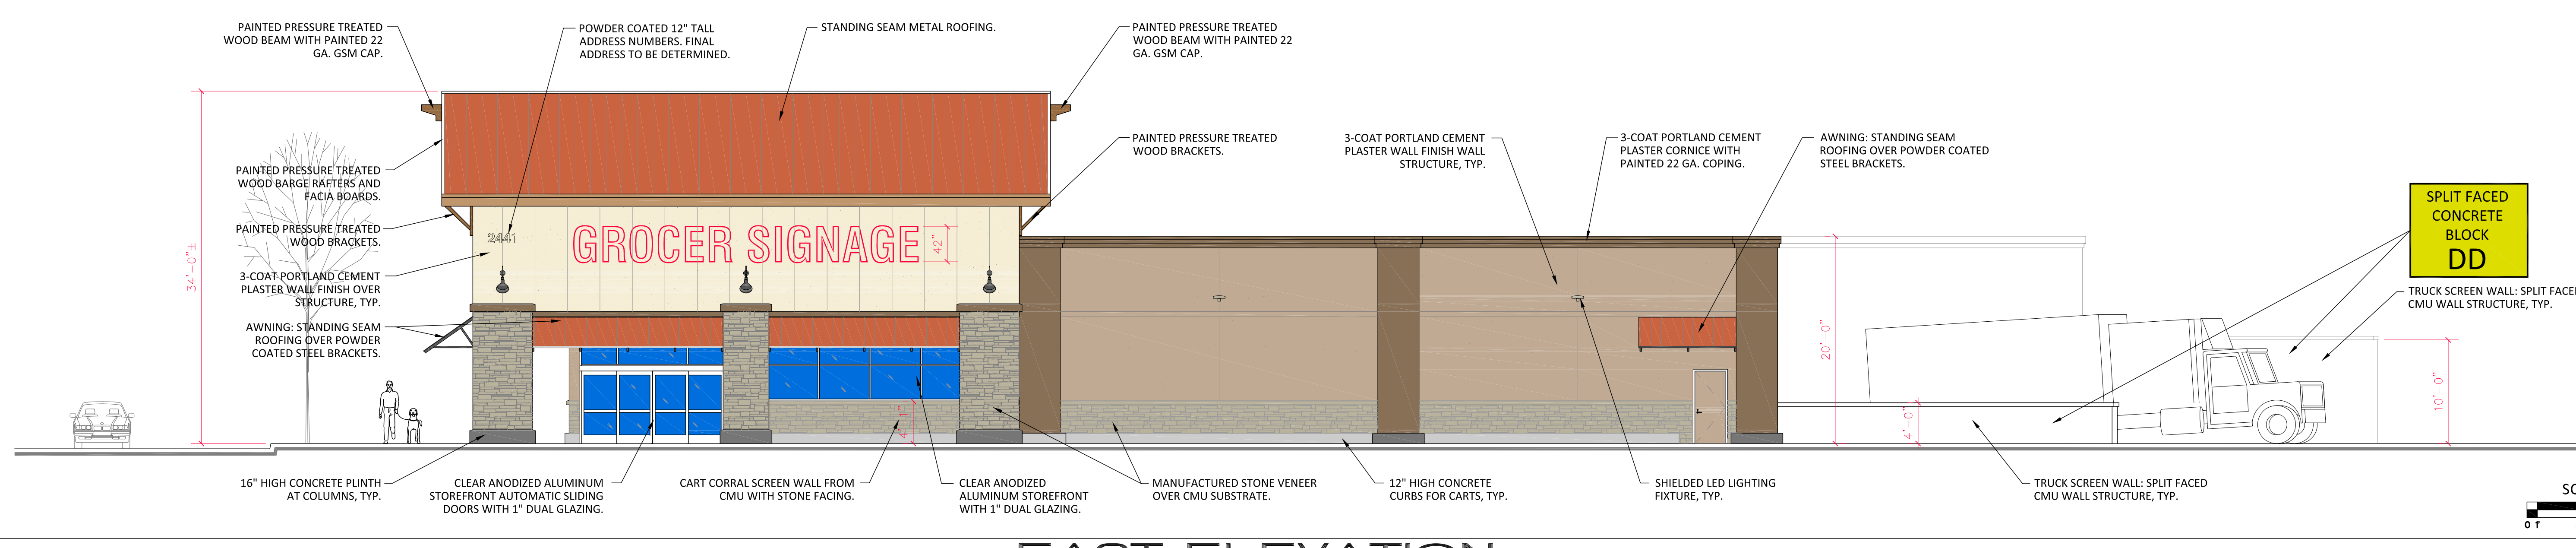 PAINTED PRESSURE TREATED
WOOD BEAM WITH PAINTED 22
GA. GSM CAP.
POWDER COATED 12" TALL
ADDRESS NUMBERS. FINAL
ADDRESS TO BE DETERMINED.
STANDING SEAM METAL ROOFING.
PAINTED PRESSURE TREATED
WOOD BEAM WITH PAINTED 22
GA. GSM CAP.
PAINTED PRESSURE TREATED
WOOD BRACKETS.
3-COAT PORTLAND CEMENT
PLASTER WALL FINISH WALL
STRUCTURE, TYP.
3-COAT PORTLAND CEMENT
PLASTER CORNICE WITH
PAINTED 22 GA. COPING.
AWNING: STANDING SEAM
ROOFING OVER POWDER COATED
STEEL BRACKETS.
PAINTED PRESSURE TREATED
WOOD BARGE RAFTERS AND
FACIA BOARDS.
PAINTED PRESSURE TREATED
WOOD BRACKETS.
3-COAT PORTLAND CEMENT
PLASTER WALL FINISH OVER
STRUCTURE, TYP.
AWNING: STANDING SEAM
ROOFING OVER POWDER
COATED STEEL BRACKETS.
34'-0"±
2441
GROCER SIGNAGE
42"
4'-1"
20'-0"
4'-0"
10'-0"
SPLIT FACED
CONCRETE
BLOCK
DD
TRUCK SCREEN WALL: SPLIT FACED
CMU WALL STRUCTURE, TYP.
16" HIGH CONCRETE PLINTH
AT COLUMNS, TYP.
CLEAR ANODIZED ALUMINUM
STOREFRONT AUTOMATIC SLIDING
DOORS WITH 1" DUAL GLAZING.
CART CORRAL SCREEN WALL FROM
CMU WITH STONE FACING.
CLEAR ANODIZED
ALUMINUM STOREFRONT
WITH 1" DUAL GLAZING.
MANUFACTURED STONE VENEER
OVER CMU SUBSTRATE.
12" HIGH CONCRETE
CURBS FOR CARTS, TYP.
SHIELDED LED LIGHTING
FIXTURE, TYP.
TRUCK SCREEN WALL: SPLIT FACED
CMU WALL STRUCTURE, TYP.
EAST ELEVATION